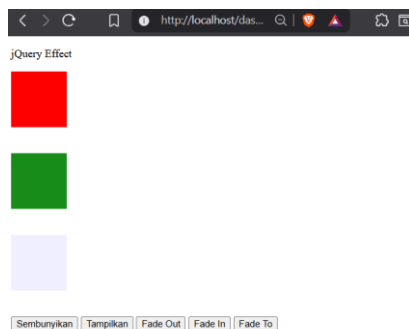 http://localhost/das...
jQuery Effect
Sembunyikan Tampilkan Fade Out Fade In Fade To